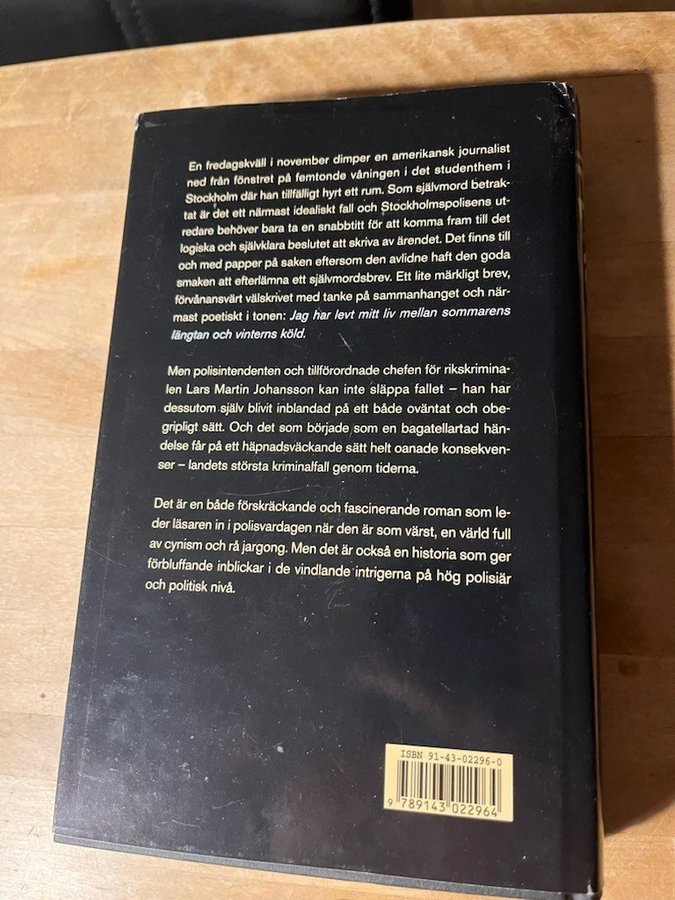 En fredagskväll i november dimper en amerikansk journalist
ned från fönstret på femtonde våningen i det studenthem i
Stockholm där han tillfälligt hyrt ett rum. Som självmord betrak-
tat är det ett närmast idealiskt fall och Stockholmspolisens ut-
redare behöver bara ta en snabbtitt för att komma fram till det
logiska och självklara beslutet att skriva av ärendet. Det finns till
och med papper på saken eftersom den avlidne haft den goda
smaken att efterlämna ett självmordsbrev. Ett lite märkligt brev,
förvånansvärt välskrivet med tanke på sammanhanget och när-
mast poetiskt i tonen: Jag har levt mitt liv mellan sommarens
längtan och vinterns köld.
Men polisintendenten och tillförordnade chefen för rikskrimina-
len Lars Martin Johansson kan inte släppa fallet – han har
dessutom själv blivit inblandad på ett både oväntat och obe-
gripligt sätt. Och det som började som en bagatellartad hän-
delse får på ett häpnadsväckande sätt helt oanade konsekven-
ser – landets största kriminalfall genom tiderna.
Det är en både förskräckande och fascinerande roman som le-
der läsaren in i polisvardagen när den är som värst, en värld full
av cynism och rå jargong. Men det är också en historia som ger
förbluffande inblickar i de vindlande intrigerna på hög polisiär
och politisk nivå.
ISBN 91-43-02296-0
9 789143 022964